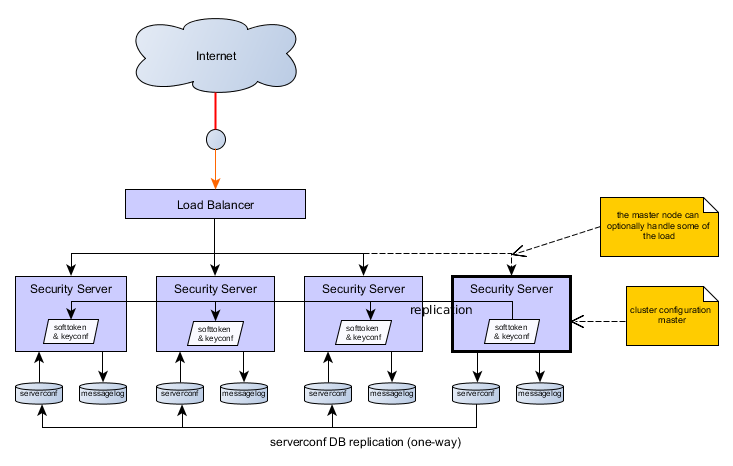 Internet
Load Balancer
the master node can
optionally handle some of
the load
Security Server
Security Server
Security Server
Security Server
replication
cluster configuration
master
softtoken
& keyconf
softtoken
& keyconf
softtoken
& keyconf
softtoken
& keyconf
serverconf
messagelog
serverconf
messagelog
serverconf
messagelog
serverconf
messagelog
serverconf DB replication (one-way)